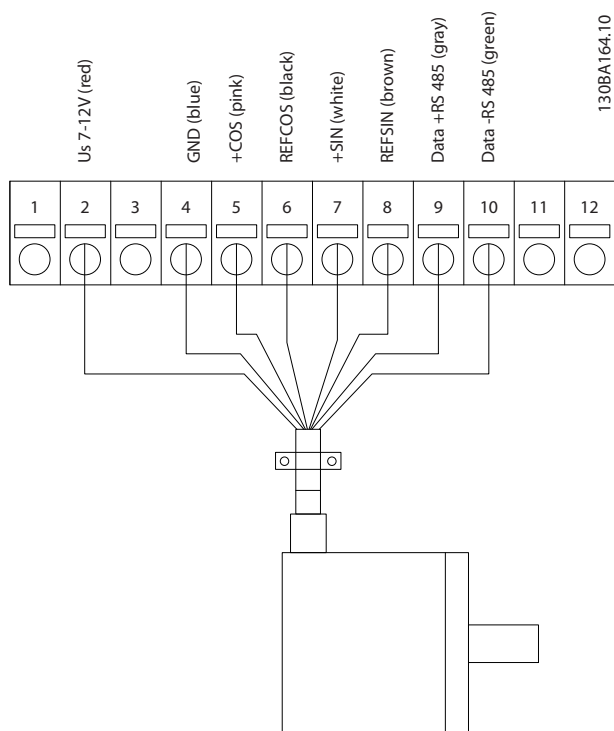 Us 7-12V (red)
GND (blue)
+COS (pink)
REFCOS (black)
+SIN (white)
REFSIN (brown)
Data +RS 485 (gray)
Data -RS 485 (green)
130BA164.10
1 2 3 4 5 6 7 8 9 10 11 12